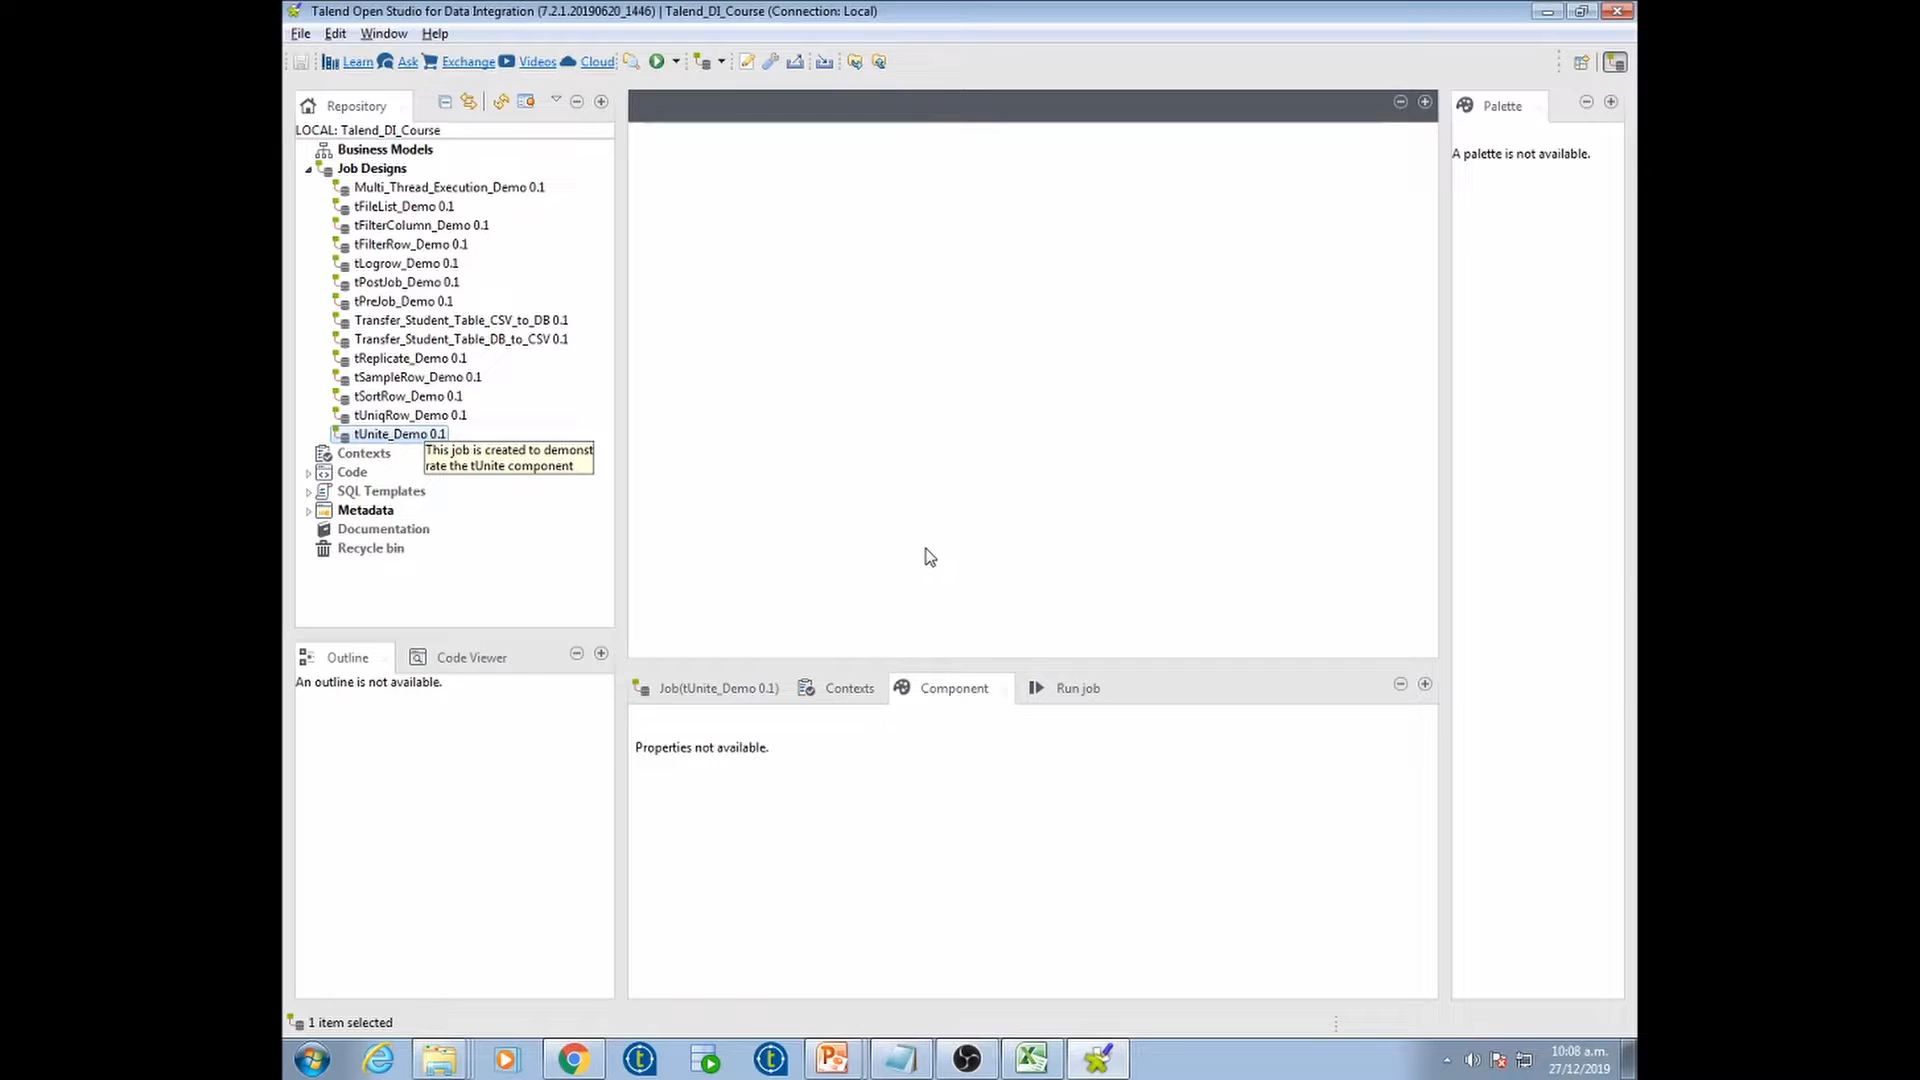 Talend Open Studio for Data Integration (7.2.1.20190620_1446) | Talend_DI_Course (Connection: Local)
File Edit Window Help
Learn Ask Exchange Videos Cloud
Repository
LOCAL: Talend_DI_Course
Business Models
Job Designs
Multi_Thread_Execution_Demo 0.1
tFileList_Demo 0.1
tFilterColumn_Demo 0.1
tFilterRow_Demo 0.1
tLogrow_Demo 0.1
tPostJob_Demo 0.1
tPreJob_Demo 0.1
Transfer_Student_Table_CSV_to_DB 0.1
Transfer_Student_Table_DB_to_CSV 0.1
tReplicate_Demo 0.1
tSampleRow_Demo 0.1
tSortRow_Demo 0.1
tUniqRow_Demo 0.1
tUnite_Demo 0.1
This job is created to demonst
rate the tUnite component
Contexts
Code
SQL Templates
Metadata
Documentation
Recycle bin
Outline Code Viewer
An outline is not available.
Job(tUnite_Demo 0.1) Contexts Component Run job
Properties not available.
Palette
A palette is not available.
1 item selected
10:08 a.m.
27/12/2019